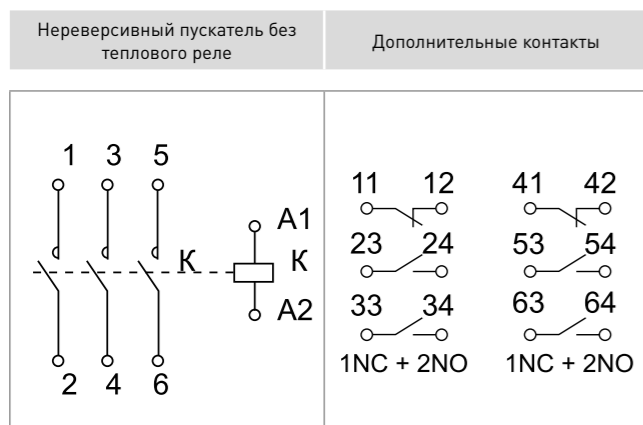 Нереверсивный пускатель без
теплового реле
Дополнительные контакты
1 3 5
A1
К К
A2
2 4 6
11 12 41 42
23 24 53 54
33 34 63 64
1NC + 2NO 1NC + 2NO